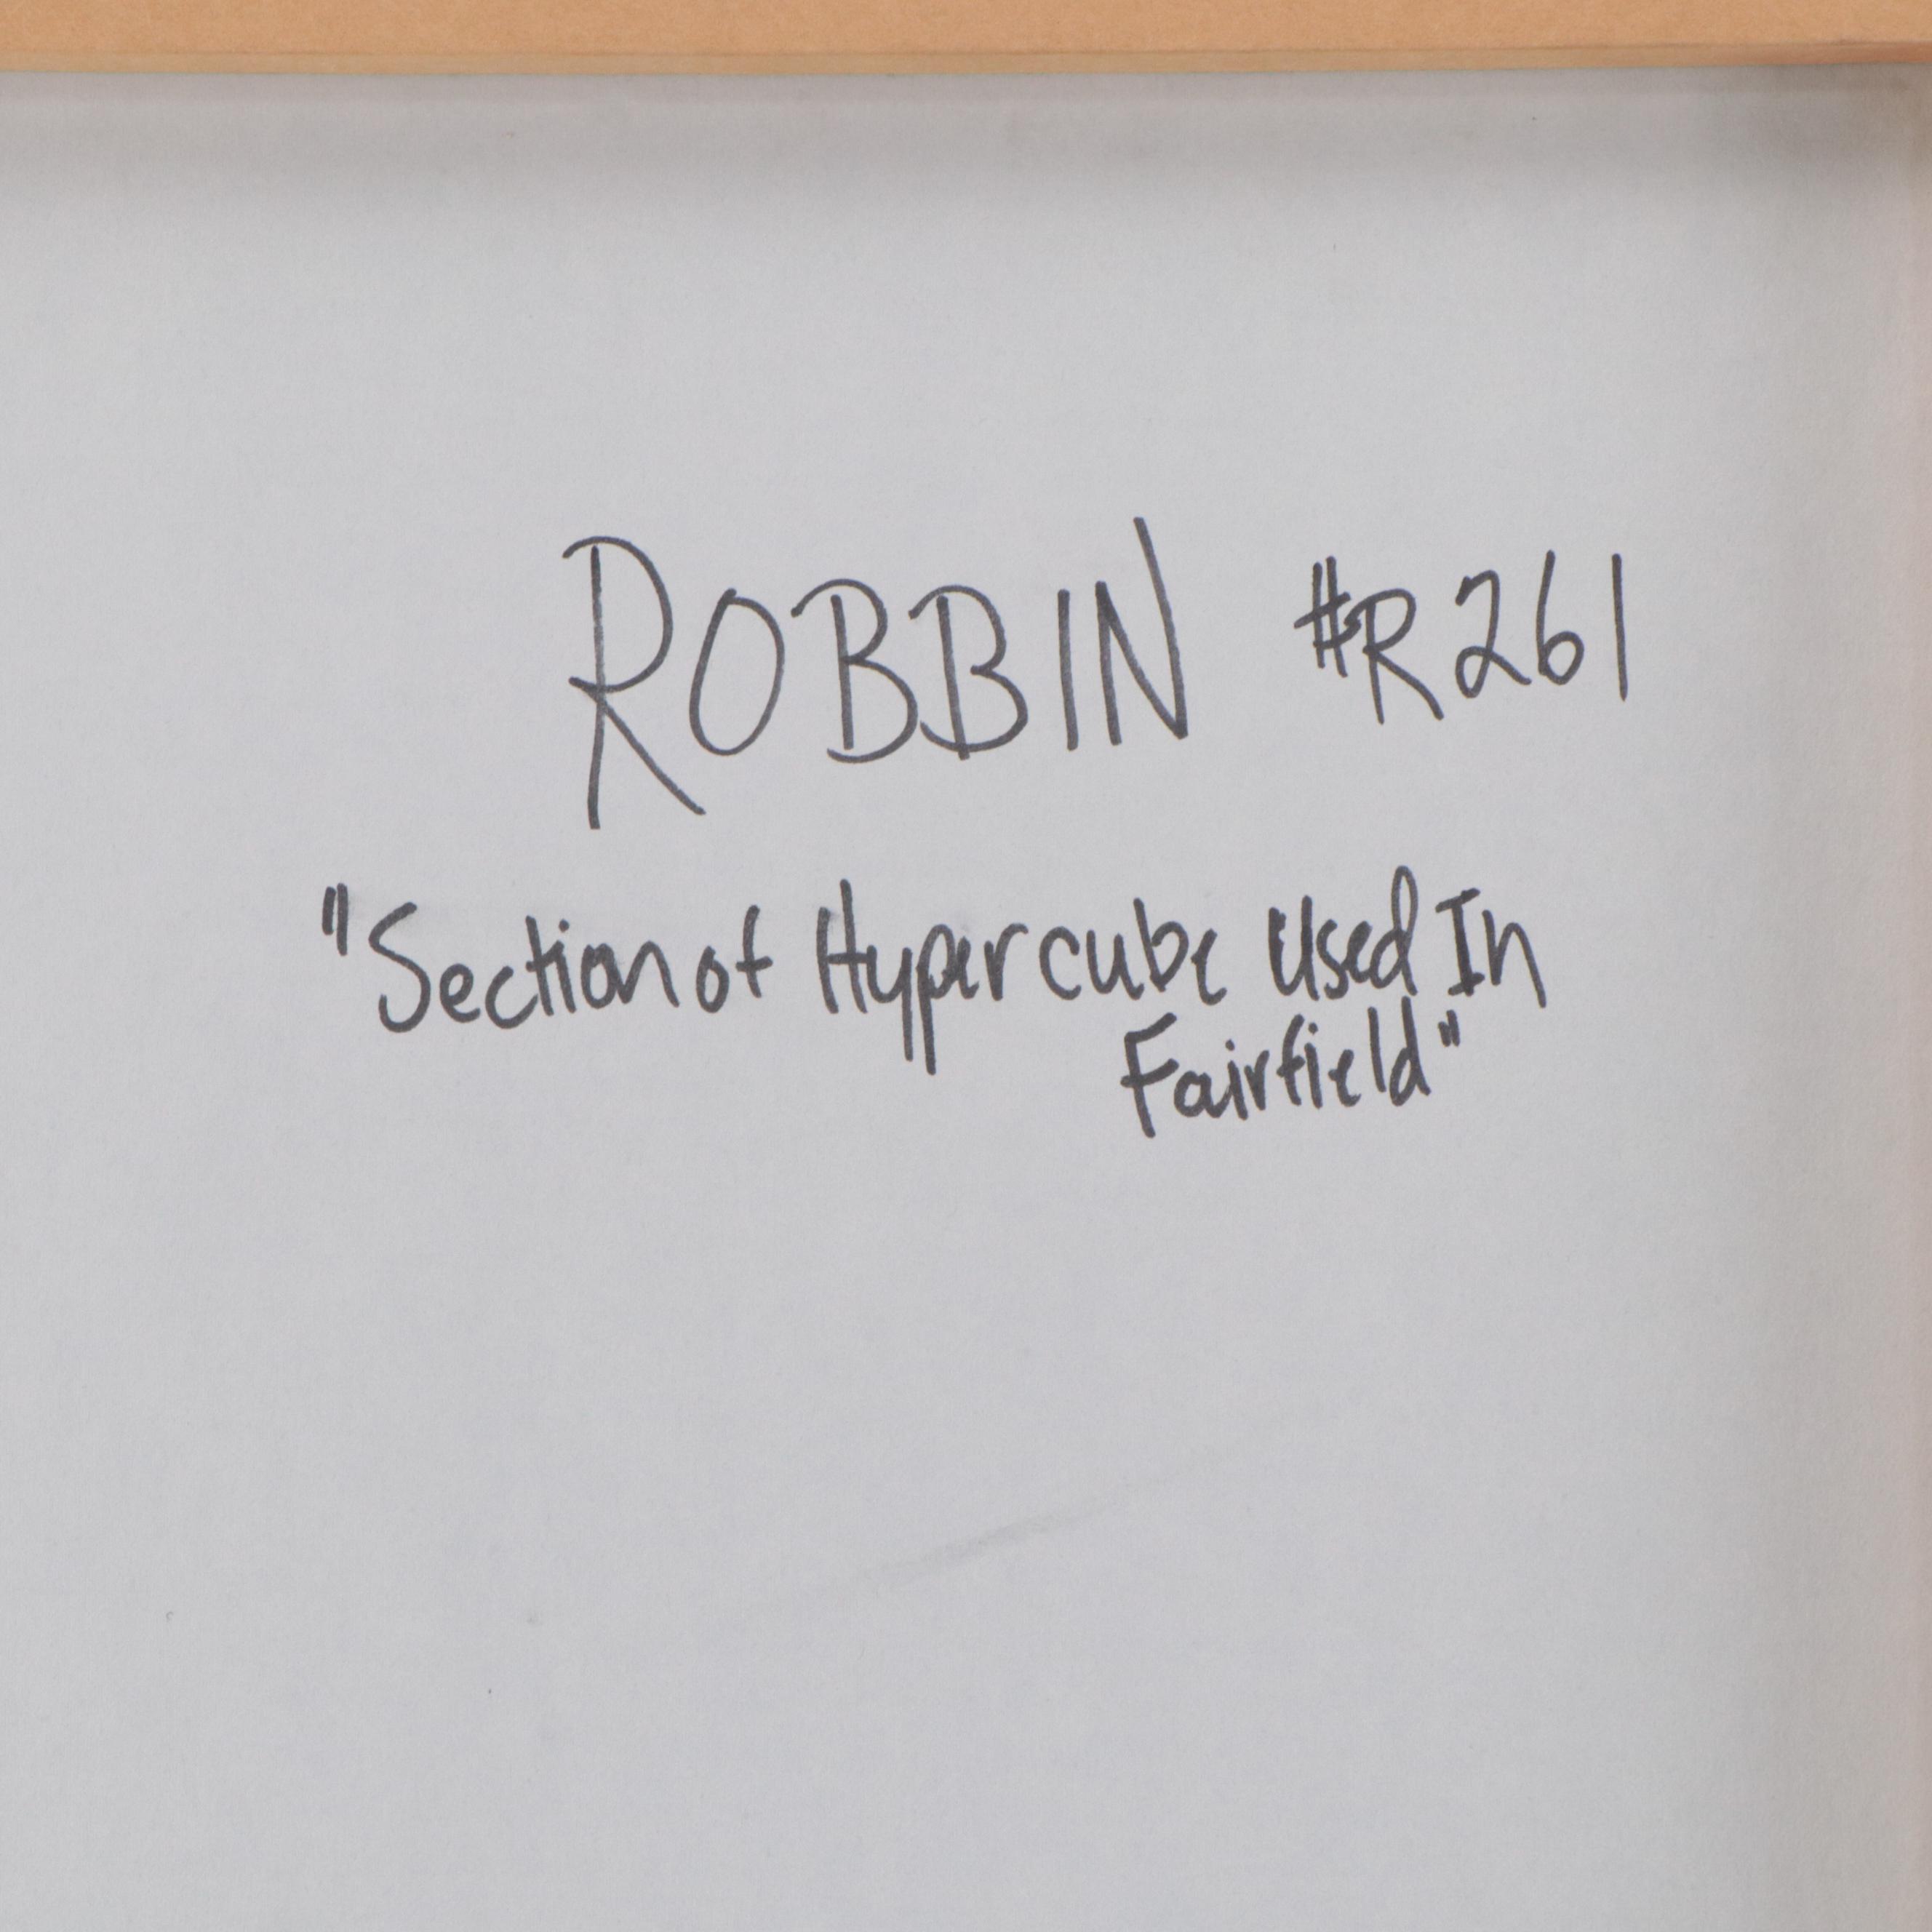 ROBBIN #R261
"Section of Hypercube Used In
Fairfield"